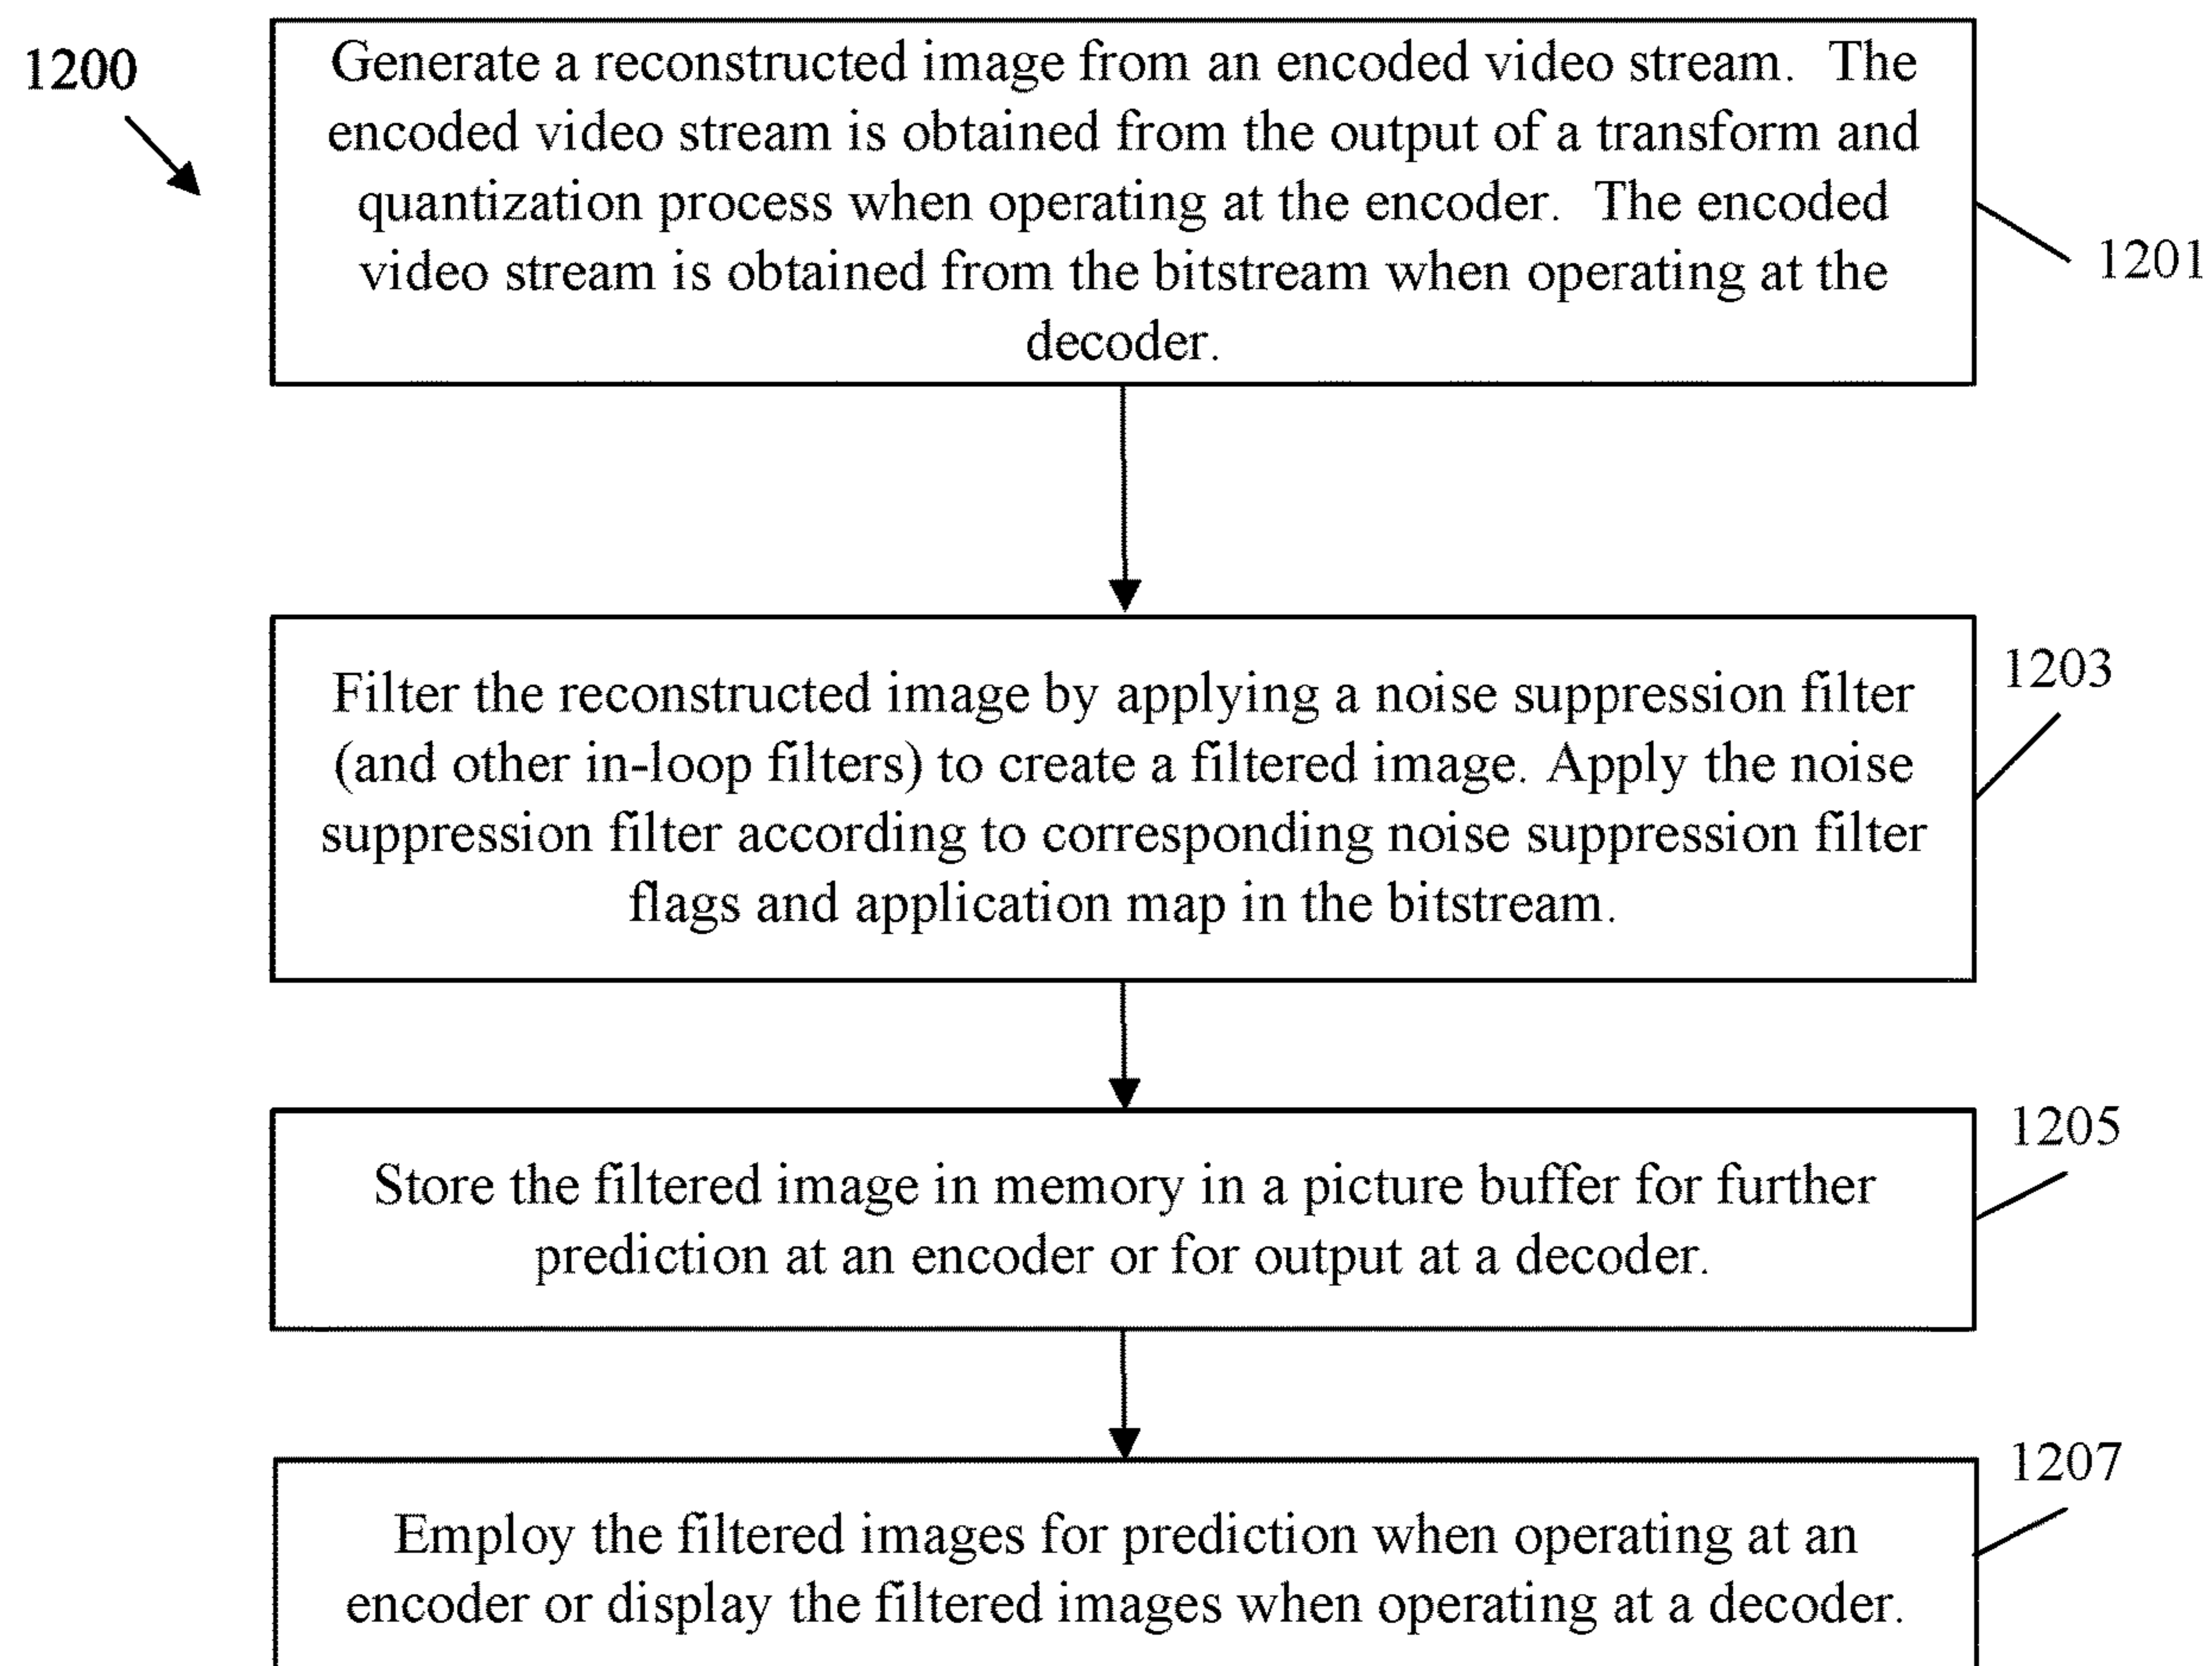 1200
Generate a reconstructed image from an encoded video stream. The
encoded video stream is obtained from the output of a transform and
quantization process when operating at the encoder. The encoded
video stream is obtained from the bitstream when operating at the
decoder.
1201
Filter the reconstructed image by applying a noise suppression filter
(and other in-loop filters) to create a filtered image. Apply the noise
suppression filter according to corresponding noise suppression filter
flags and application map in the bitstream.
1203
Store the filtered image in memory in a picture buffer for further
prediction at an encoder or for output at a decoder.
1205
Employ the filtered images for prediction when operating at an
encoder or display the filtered images when operating at a decoder.
1207